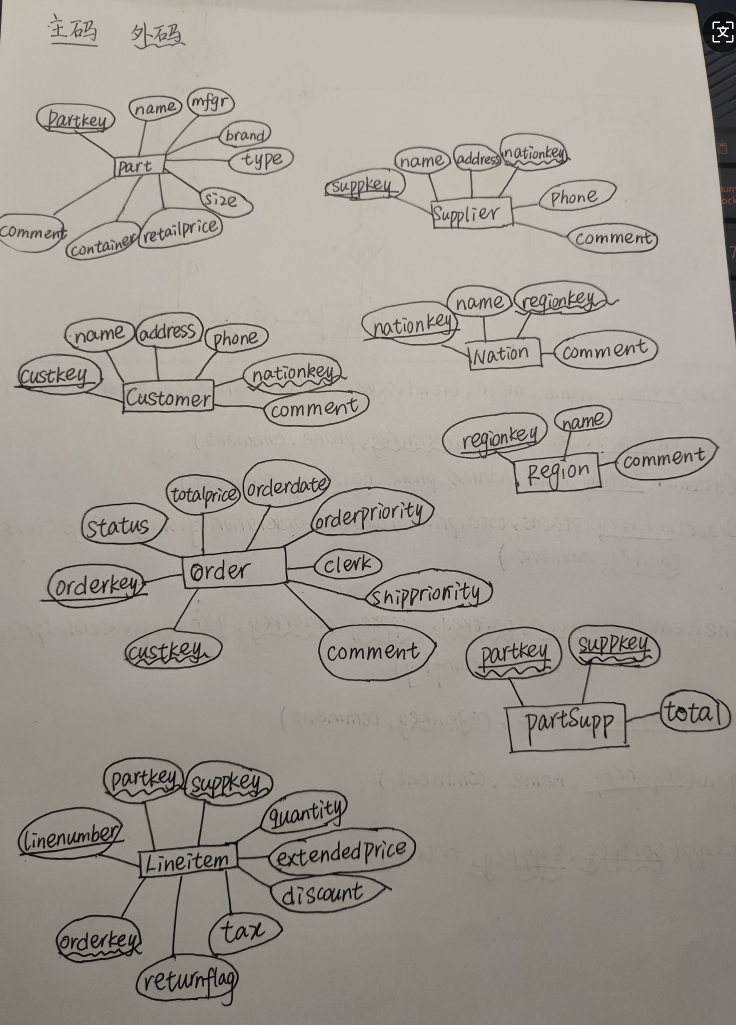 主码 外码
Partkey name mfgr brand type size retailprice container comment
Part
suppkey name address nationkey phone comment
Supplier
custkey name address phone nationkey comment
Customer
nationkey name regionkey comment
Nation
regionkey name comment
Region
status totalprice orderdate orderpriority clerk shippriority comment custkey orderkey
Order
partkey suppkey total
partSupp
linenumber partkey suppkey quantity extendedprice discount tax returnflag orderkey
Lineitem